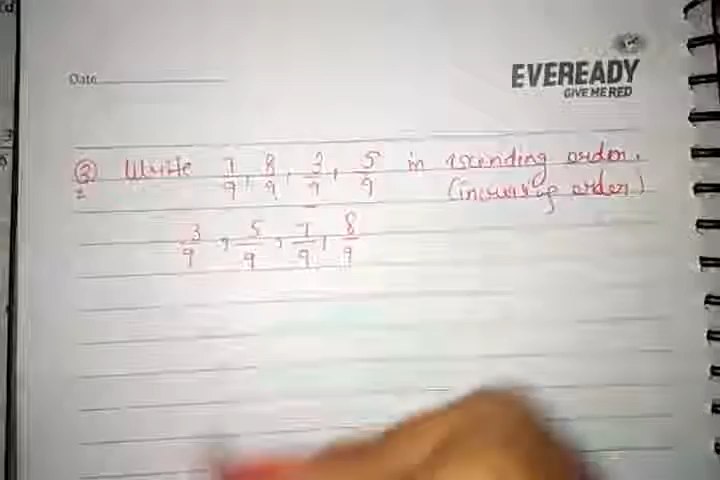 Date
EVEREADY
GIVE ME RED
② Write 7/9, 8/9, 3/9, 5/9 in ascending order.
(increasing order)
3/9, 5/9, 7/9, 8/9